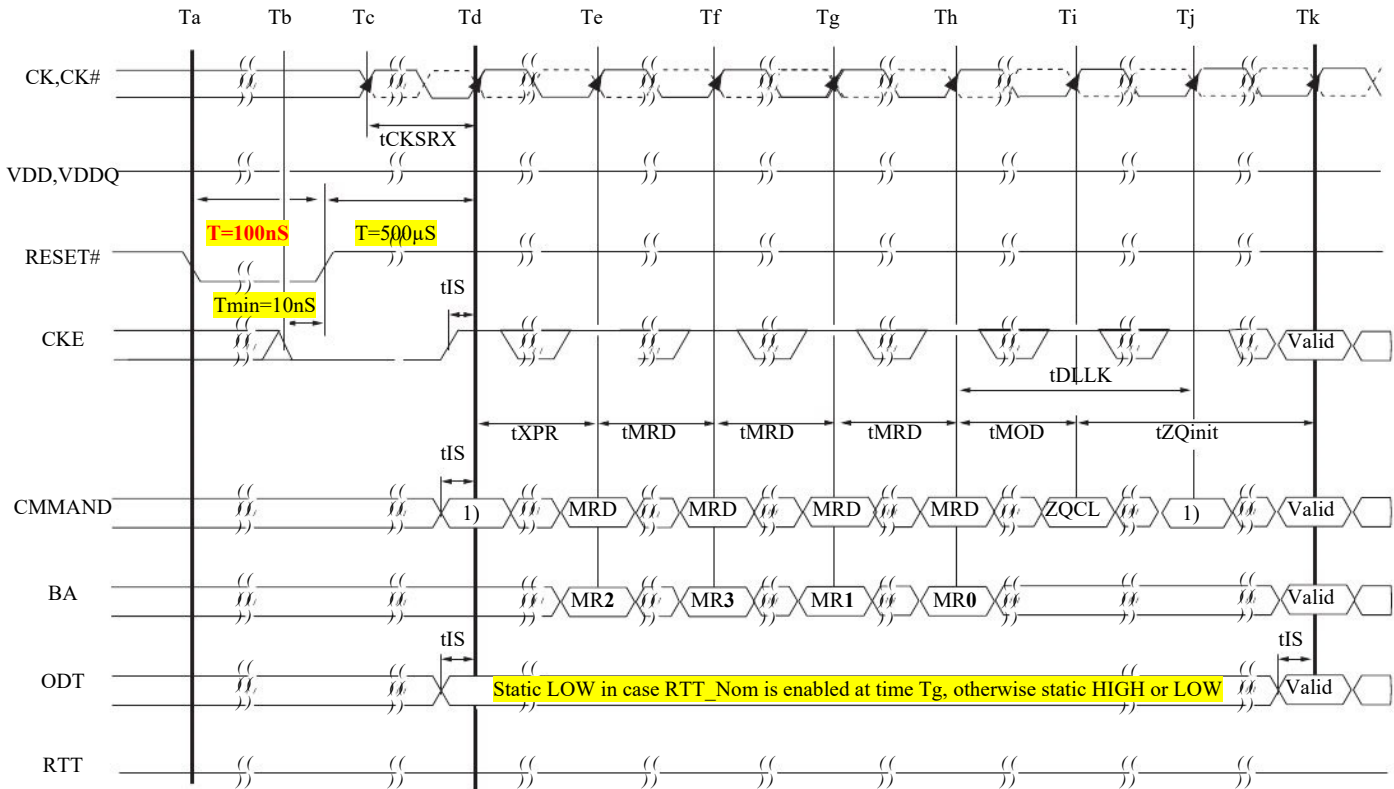 Ta Tb Tc Td Te Tf Tg Th Ti Tj Tk
CK,CK#
tCKSRX
VDD,VDDQ
T=100nS T=500µS
RESET#
Tmin=10nS tIS
CKE Valid
tDLLK
tXPR tMRD tMRD tMRD tMOD tZQinit
tIS
CMMAND 1) MRD MRD MRD MRD ZQCL 1) Valid
BA MR2 MR3 MR1 MR0 Valid
tIS tIS
ODT Static LOW in case RTT_Nom is enabled at time Tg, otherwise static HIGH or LOW Valid
RTT